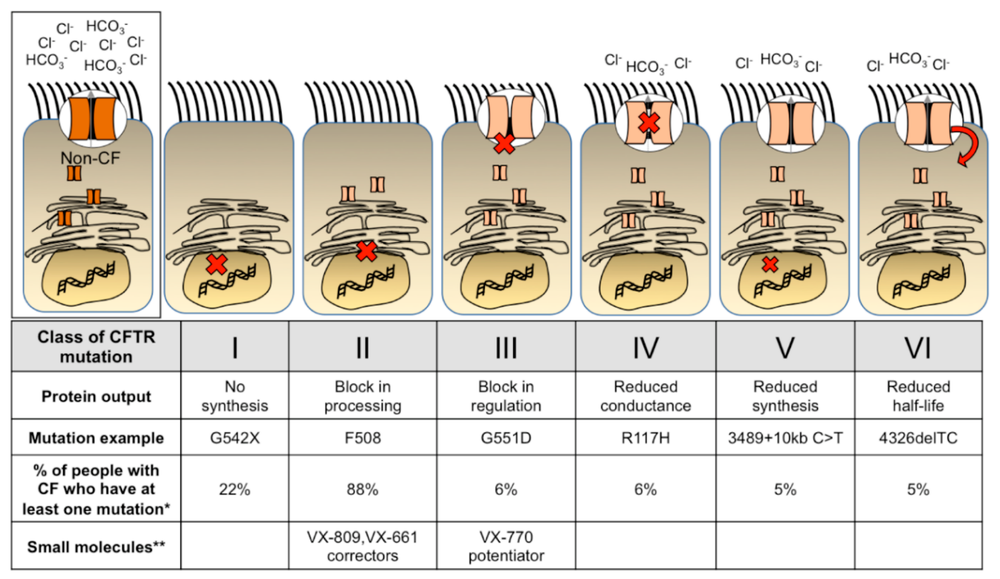 Cl⁻ HCO₃⁻
Cl⁻ Cl⁻ Cl⁻ Cl⁻
HCO₃⁻ HCO₃⁻ Cl⁻
Cl⁻ HCO₃⁻ Cl⁻
Cl⁻ HCO₃⁻ Cl⁻
Cl⁻ HCO₃⁻ Cl⁻
Non-CF
Class of CFTR
mutation
I
II
III
IV
V
VI
Protein output
No
synthesis
Block in
processing
Block in
regulation
Reduced
conductance
Reduced
synthesis
Reduced
half-life
Mutation example
G542X
F508
G551D
R117H
3489+10kb C>T
4326delTC
% of people with
CF who have at
least one mutation*
22%
88%
6%
6%
5%
5%
Small molecules**
VX-809,VX-661
correctors
VX-770
potentiator